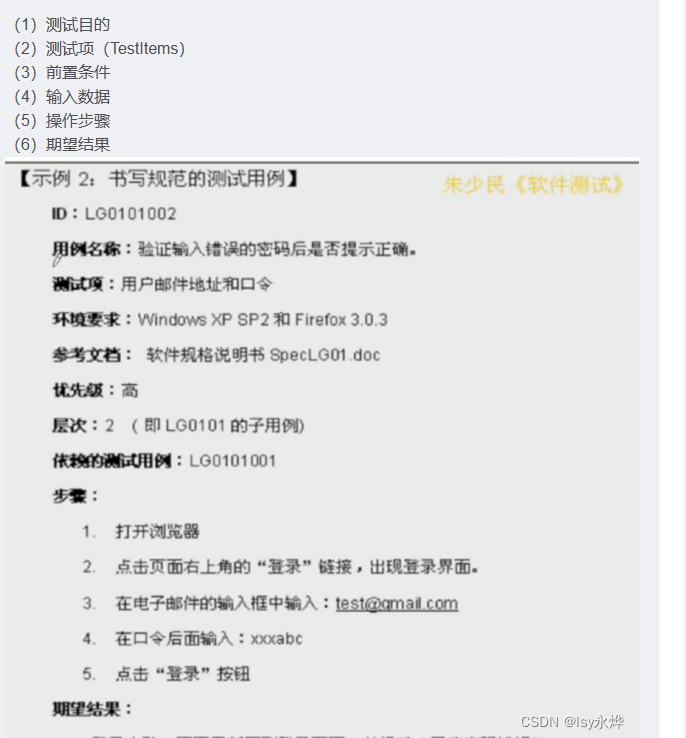 (1) 测试目的
(2) 测试项（TestItems）
(3) 前置条件
(4) 输入数据
(5) 操作步骤
(6) 期望结果
【示例 2：书写规范的测试用例】
朱少民《软件测试》
ID：LG0101002
用例名称：验证输入错误的密码后是否提示正确。
测试项：用户邮件地址和口令
环境要求：Windows XP SP2 和 Firefox 3.0.3
参考文档： 软件规格说明书 SpecLG01.doc
优先级：高
层次：2 （即 LG0101 的子用例)
依赖的测试用例：LG0101001
步骤：
1. 打开浏览器
2. 点击页面右上角的“登录”链接，出现登录界面。
3. 在电子邮件的输入框中输入：test@gmail.com
4. 在口令后面输入：xxxabc
5. 点击“登录”按钮
期望结果：
CSDN @lsy永烨